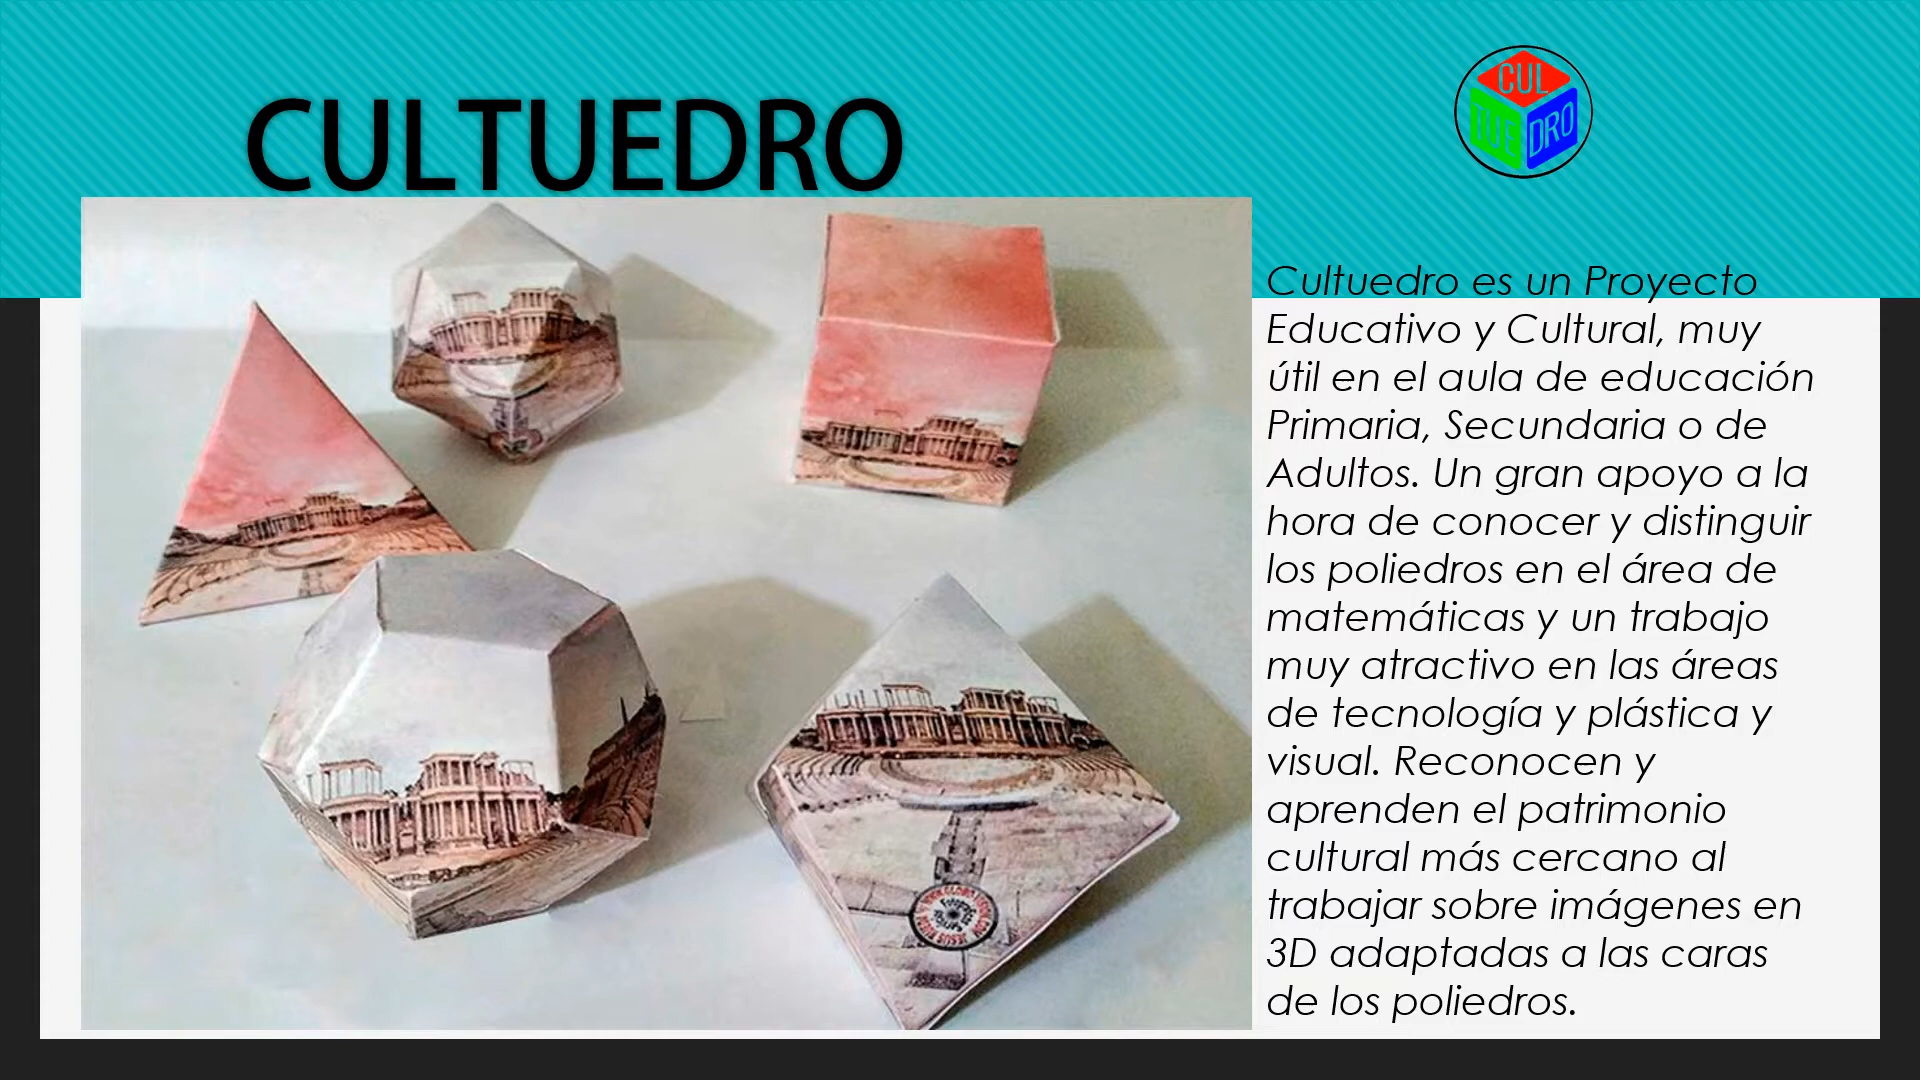 CULTUEDRO
CUL
TUE
DRO
Cultuedro es un Proyecto
Educativo y Cultural, muy
útil en el aula de educación
Primaria, Secundaria o de
Adultos. Un gran apoyo a la
hora de conocer y distinguir
los poliedros en el área de
matemáticas y un trabajo
muy atractivo en las áreas
de tecnología y plástica y
visual. Reconocen y
aprenden el patrimonio
cultural más cercano al
trabajar sobre imágenes en
3D adaptadas a las caras
de los poliedros.